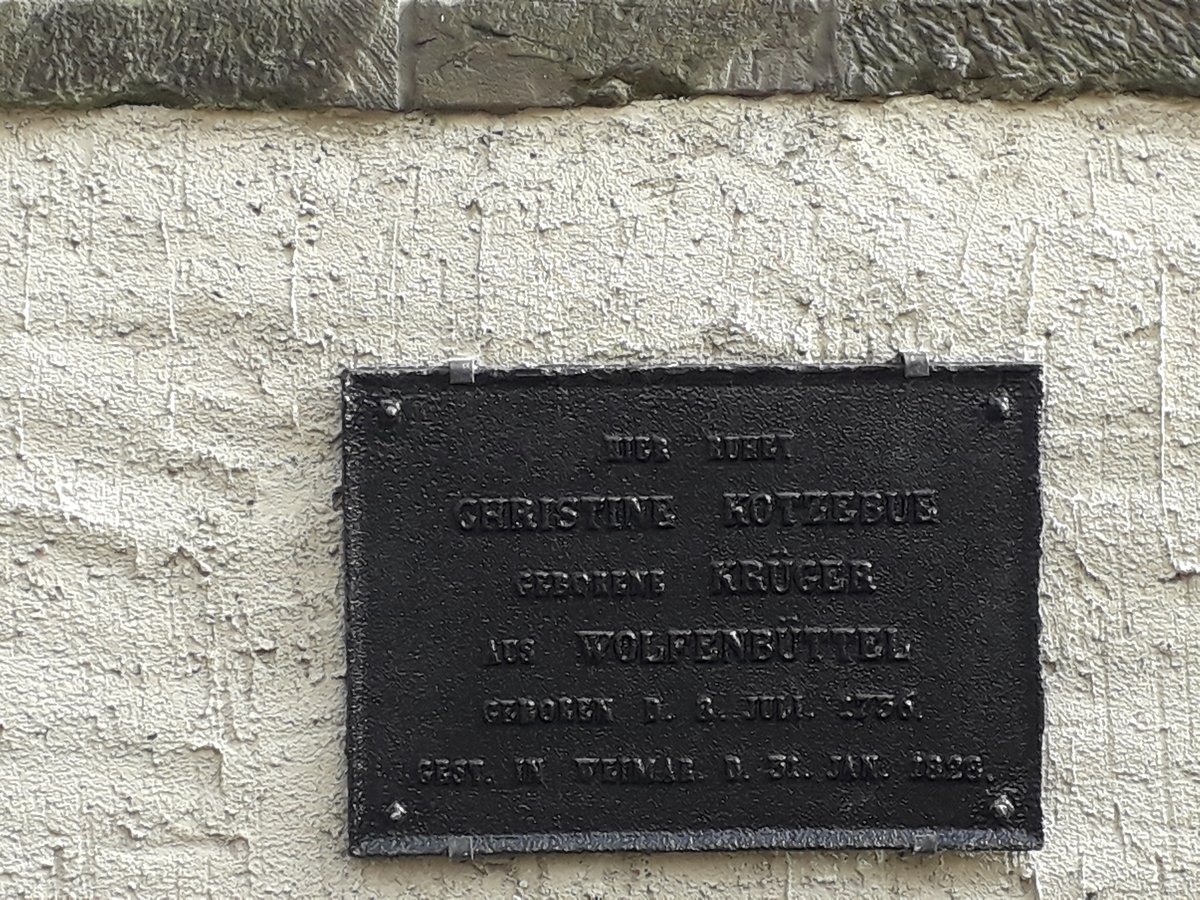 HIER RUHET
CHRISTINE KOTZEBUE
GEBORENE KRÜGER
AUS WOLFENBÜTTEL
GEBOREN D. 3. JULI. 1736.
GEST. IN WEIMAR D. 31. JAN. 1828.